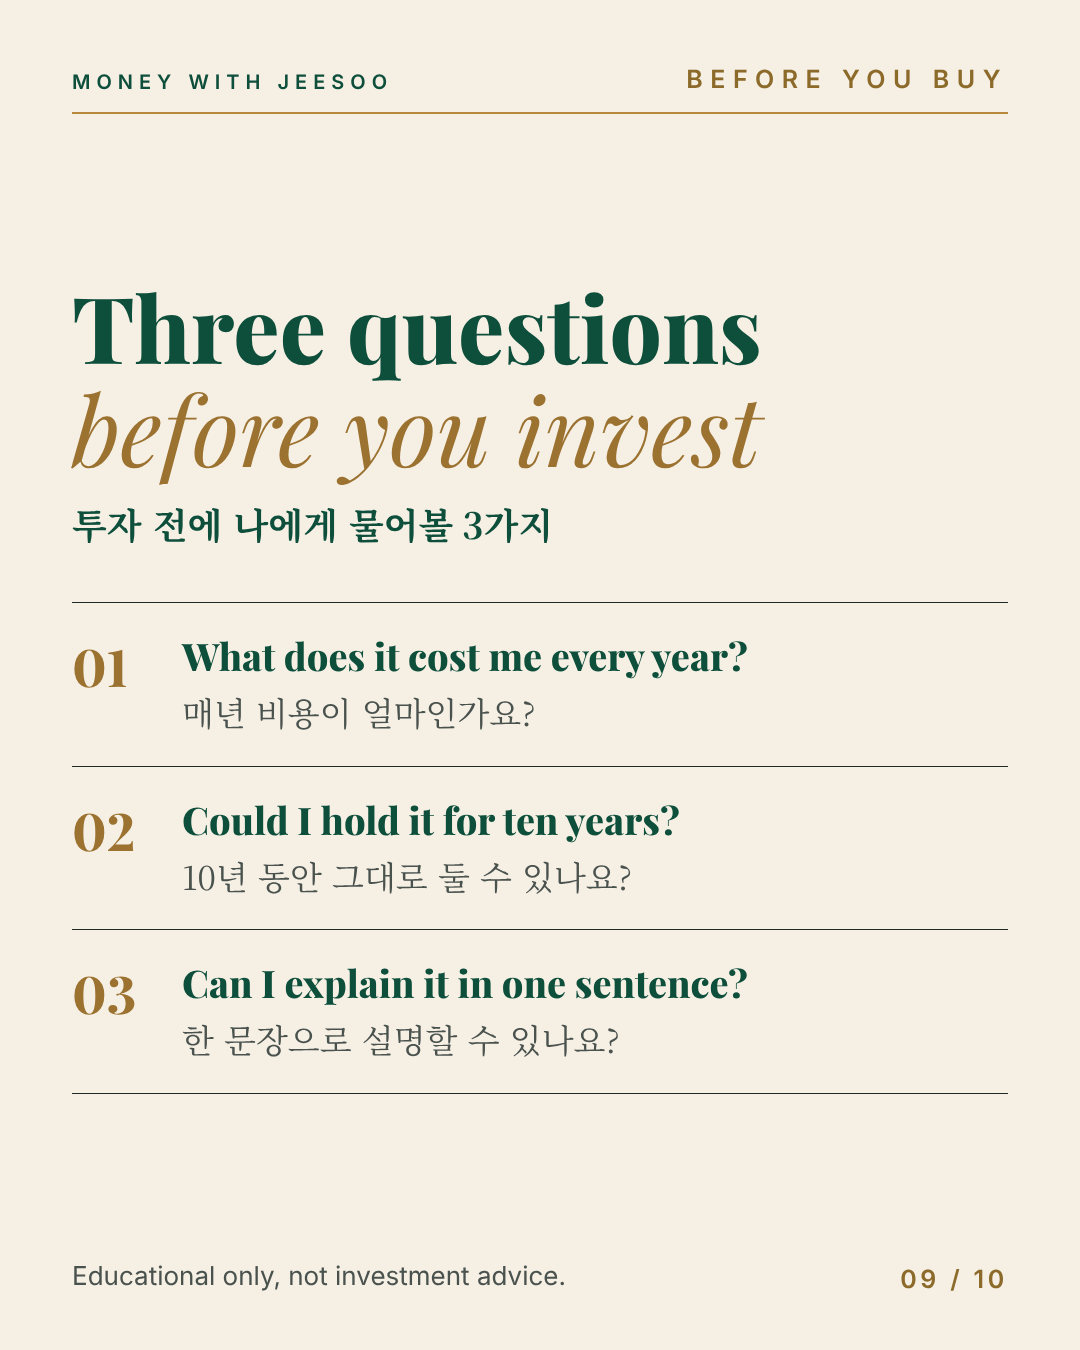 MONEY WITH JEESOO
BEFORE YOU BUY
Three questions
before you invest
투자 전에 나에게 물어볼 3가지
01
What does it cost me every year?
매년 비용이 얼마인가요?
02
Could I hold it for ten years?
10년 동안 그대로 둘 수 있나요?
03
Can I explain it in one sentence?
한 문장으로 설명할 수 있나요?
Educational only, not investment advice.
09 / 10